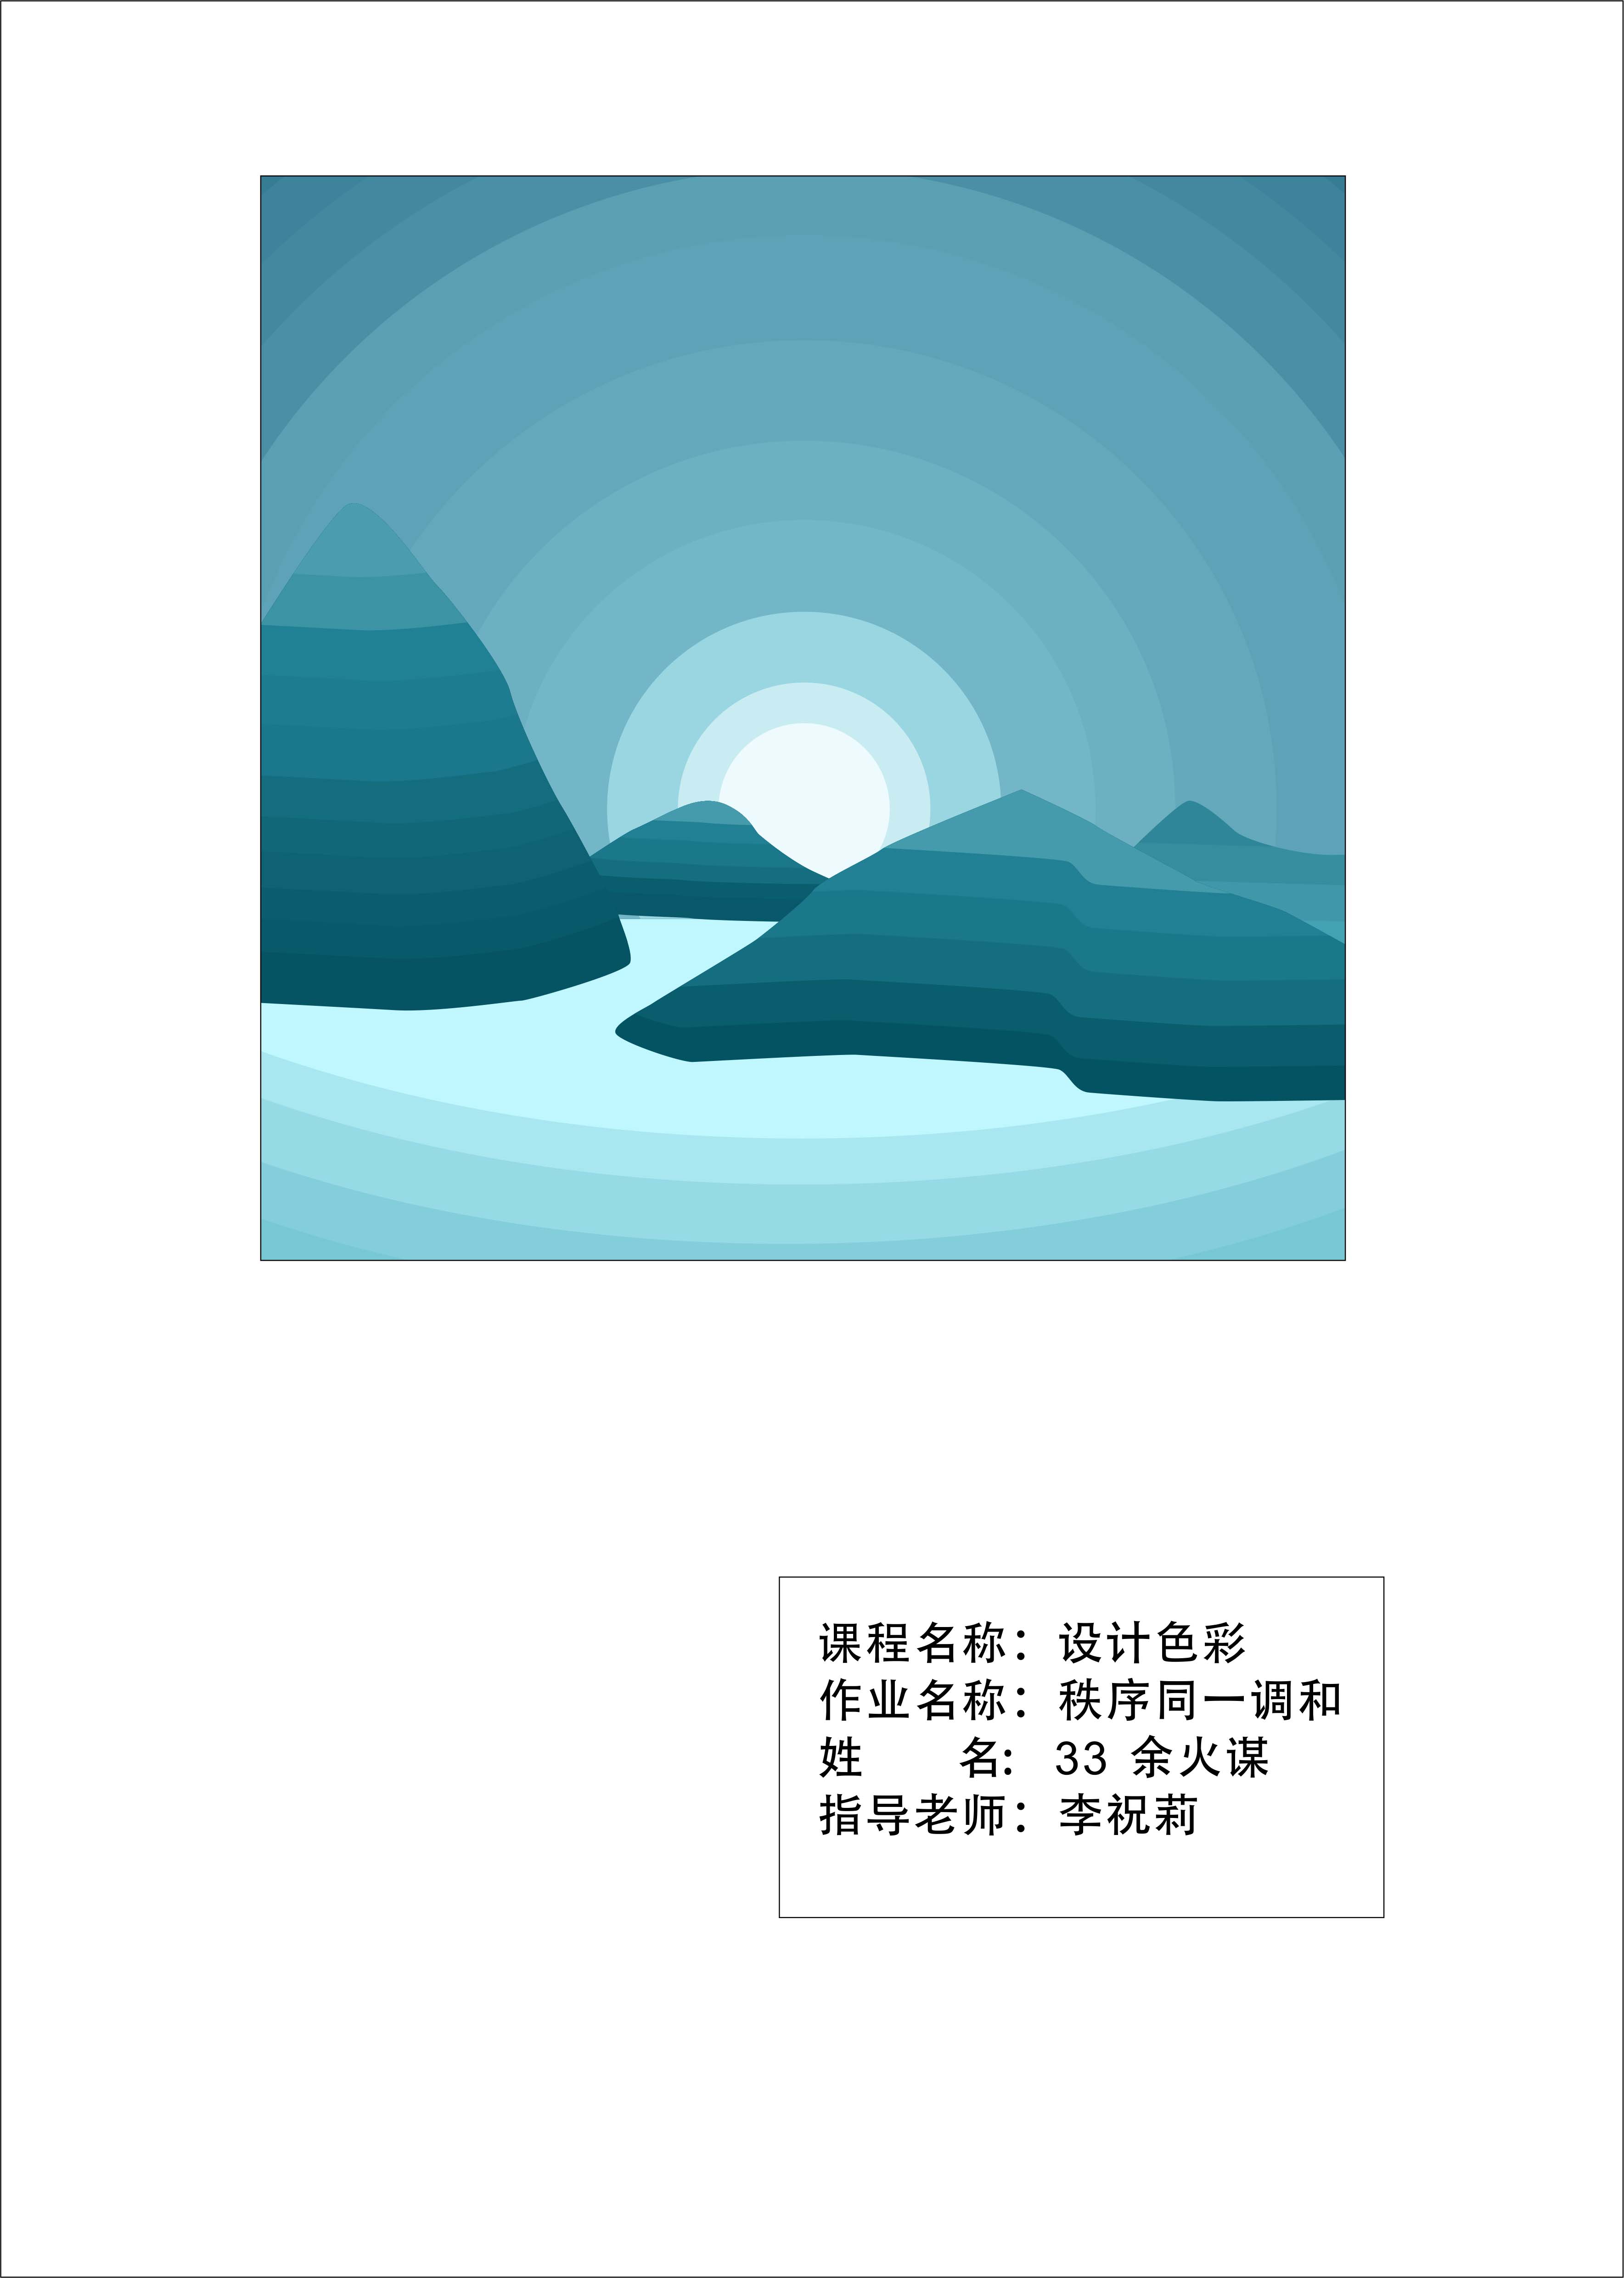 课程名称：设计色彩
作业名称：秩序同一调和
姓　　名：33 余火谋
指导老师：李祝莉